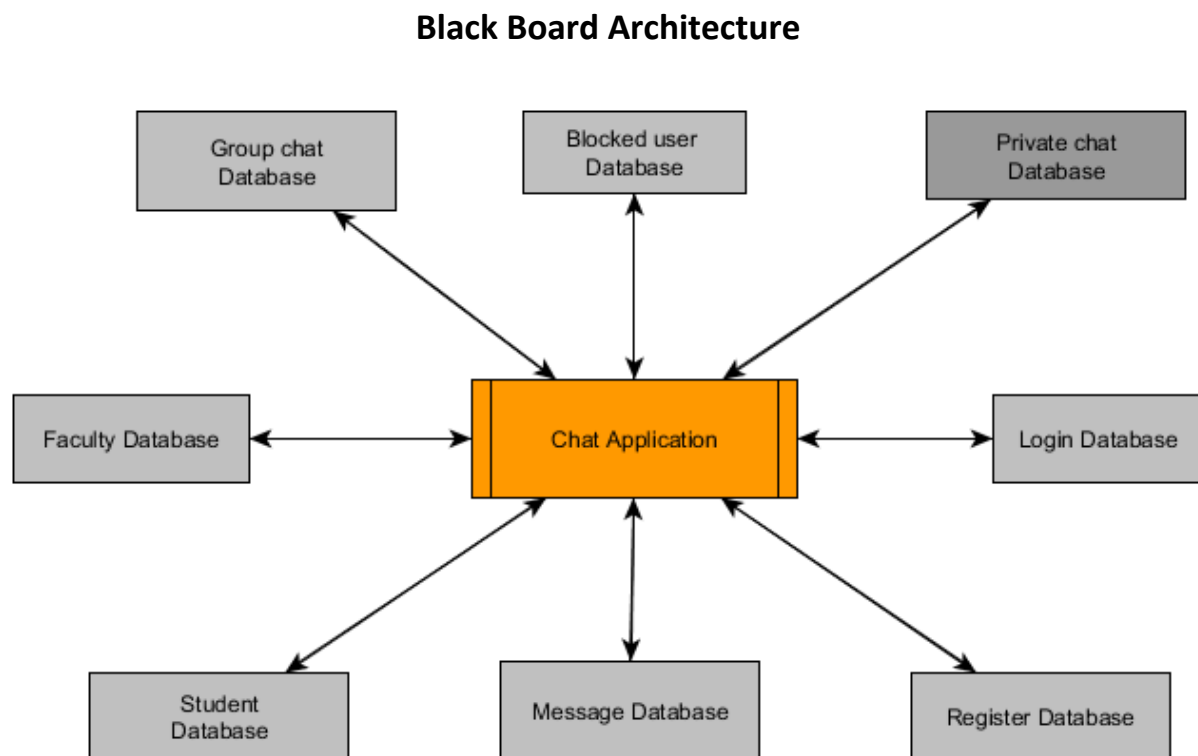 Black Board Architecture
Group chat
Database
Blocked user
Database
Private chat
Database
Faculty Database
Chat Application
Login Database
Student
Database
Message Database
Register Database